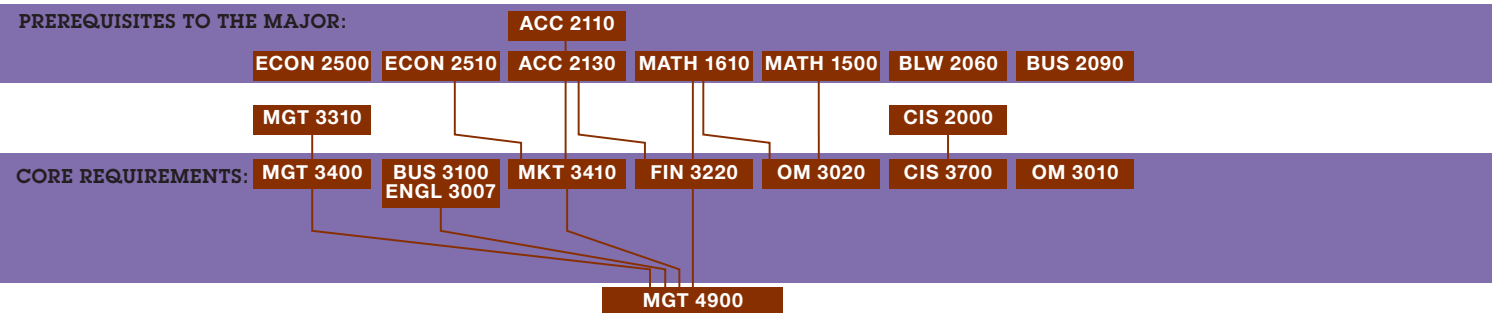 PREREQUISITES TO THE MAJOR:
ACC 2110
ECON 2500 ECON 2510 ACC 2130 MATH 1610 MATH 1500 BLW 2060 BUS 2090
MGT 3310 CIS 2000
CORE REQUIREMENTS: MGT 3400 BUS 3100 MKT 3410 FIN 3220 OM 3020 CIS 3700 OM 3010
ENGL 3007
MGT 4900